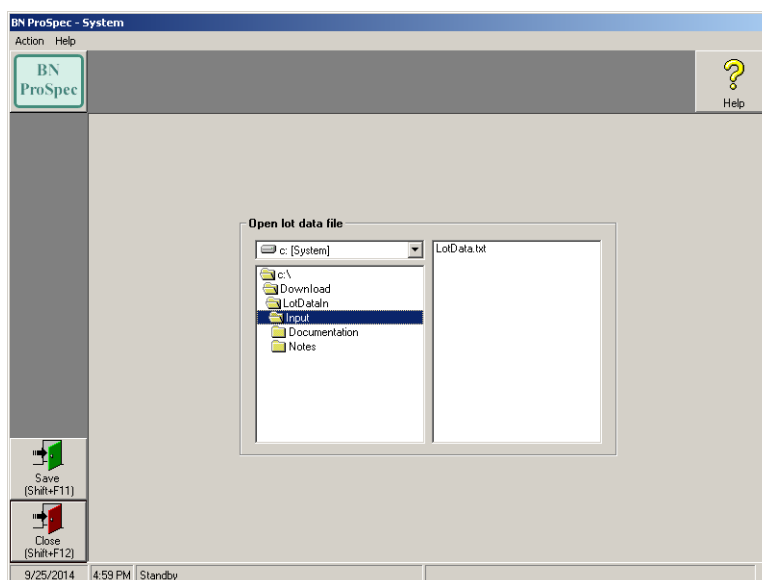 BN ProSpec - System
Action Help
BN
ProSpec
Help
Open lot data file
c: [System]
LotData.txt
c:\
Download
LotDataIn
Input
Documentation
Notes
Save
(Shift+F11)
Close
(Shift+F12)
9/25/2014 4:59 PM Standby